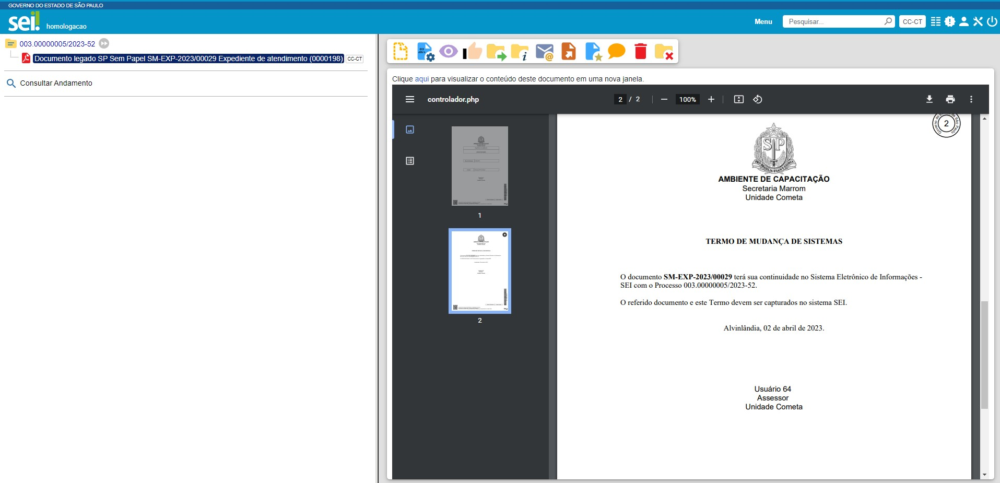 GOVERNO DO ESTADO DE SÃO PAULO
sei!
homologacao
Menu
Pesquisar...
CC-CT
003.00000005/2023-52
Documento legado SP Sem Papel SM-EXP-2023/00029 Expediente de atendimento (0000198)
CC-CT
Consultar Andamento
Clique aqui para visualizar o conteúdo deste documento em uma nova janela.
controlador.php
2 / 2
100%
1
2
2
SP
AMBIENTE DE CAPACITAÇÃO
Secretaria Marrom
Unidade Cometa
TERMO DE MUDANÇA DE SISTEMAS
O documento SM-EXP-2023/00029 terá sua continuidade no Sistema Eletrônico de Informações -
SEI com o Processo 003.00000005/2023-52.
O referido documento e este Termo devem ser capturados no sistema SEI.
Alvinlândia, 02 de abril de 2023.
Usuário 64
Assessor
Unidade Cometa